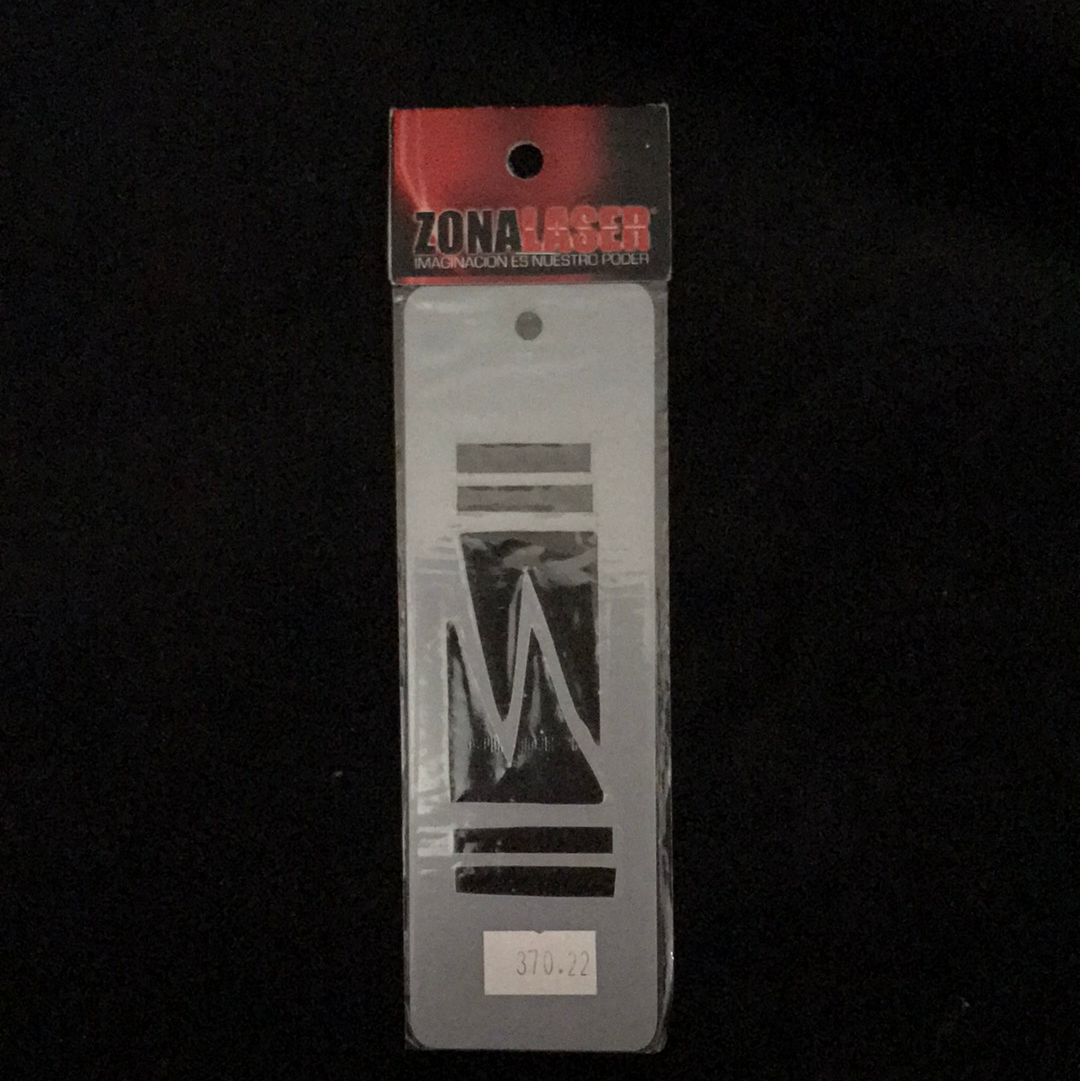 ZONALASER®
IMAGINACION ES NUESTRO PODER
370.22